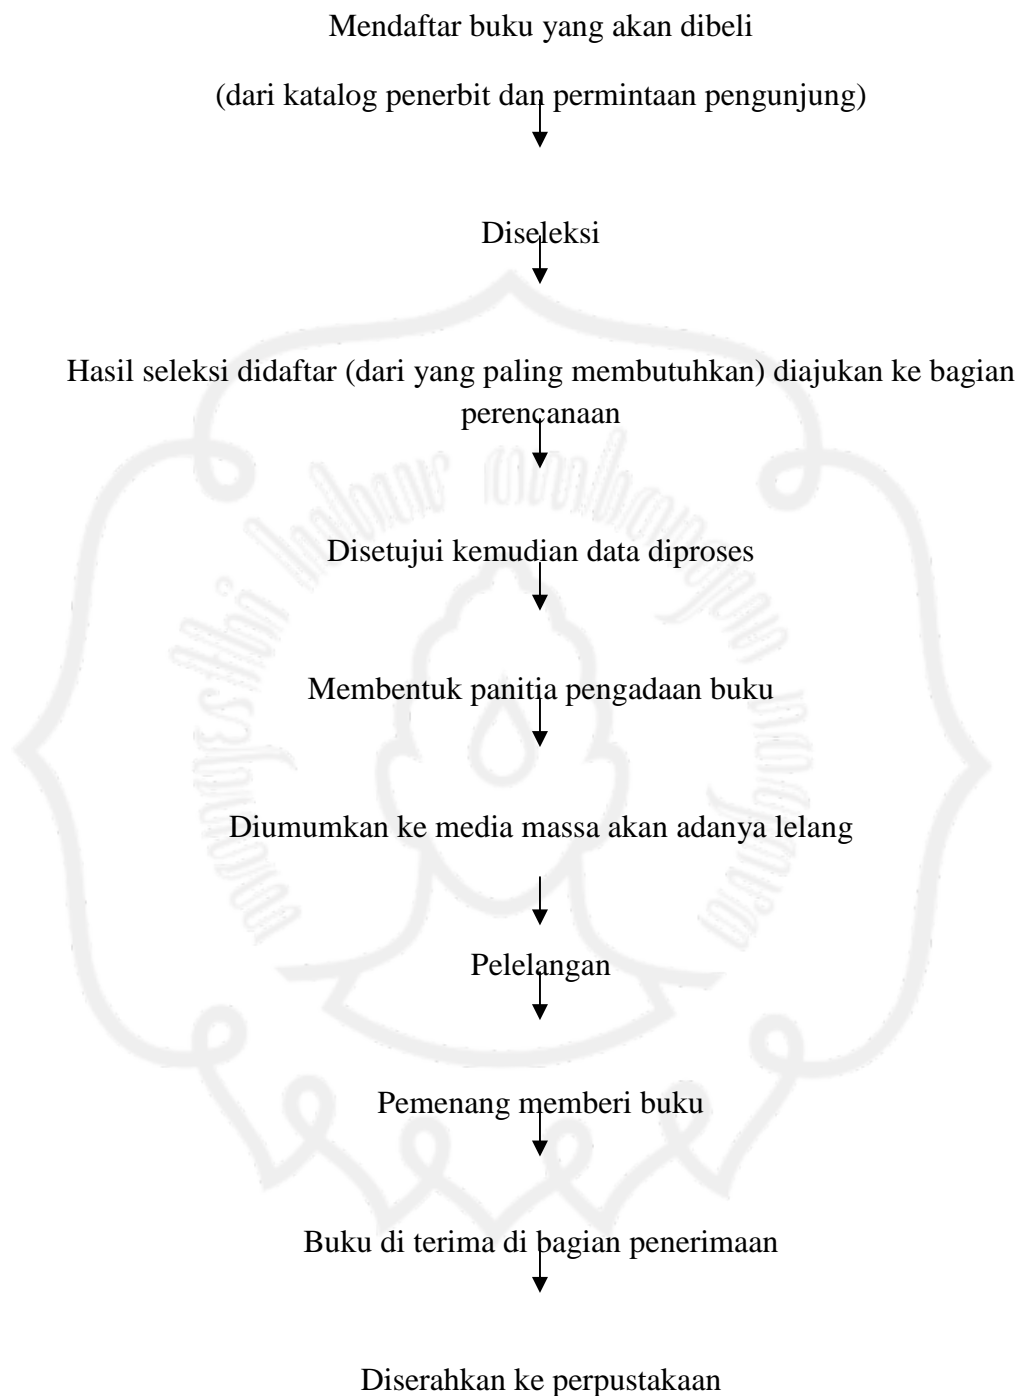 Mendaftar buku yang akan dibeli
(dari katalog penerbit dan permintaan pengunjung)
Diseleksi
Hasil seleksi didaftar (dari yang paling membutuhkan) diajukan ke bagian
perencanaan
Disetujui kemudian data diproses
Membentuk panitia pengadaan buku
Diumumkan ke media massa akan adanya lelang
Pelelangan
Pemenang memberi buku
Buku di terima di bagian penerimaan
Diserahkan ke perpustakaan